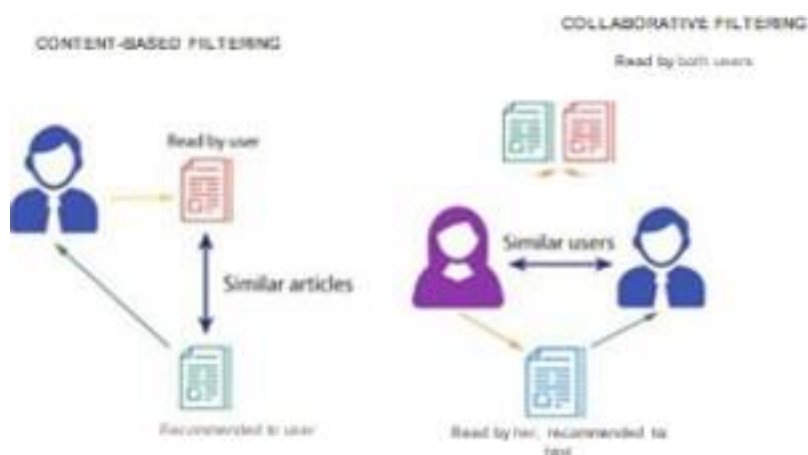 CONTENT-BASED FILTERING
Read by user
Similar articles
Recommended to user
COLLABORATIVE FILTERING
Read by both users
Similar users
Read by her, recommended to